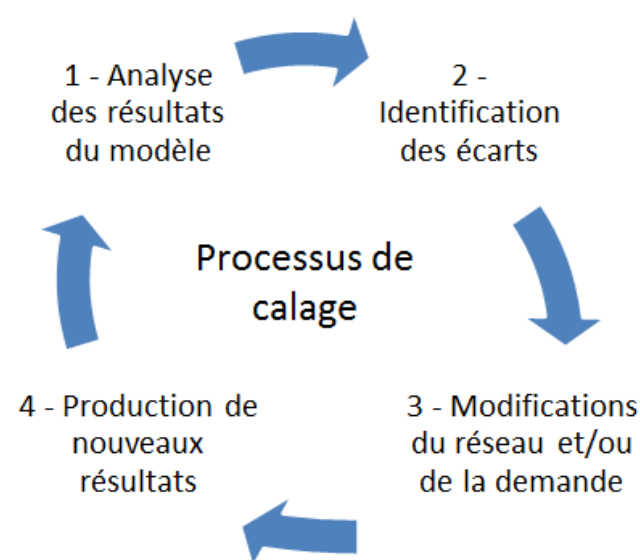 1 - Analyse
des résultats
du modèle
2 -
Identification
des écarts
Processus de
calage
3 - Modifications
du réseau et/ou
de la demande
4 - Production de
nouveaux
résultats